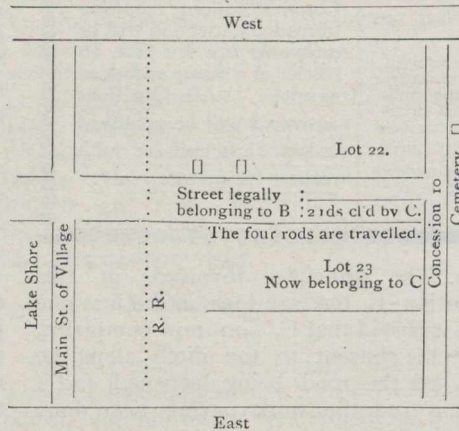 West
Lot 22.
[] []
Street legally
belonging to B : 2 rds cl'd by C.
The four rods are travelled.
Lot 23
Now belonging to C
Lake Shore
Main St. of Village
R. R.
Concession 10
Cemetery. []
East